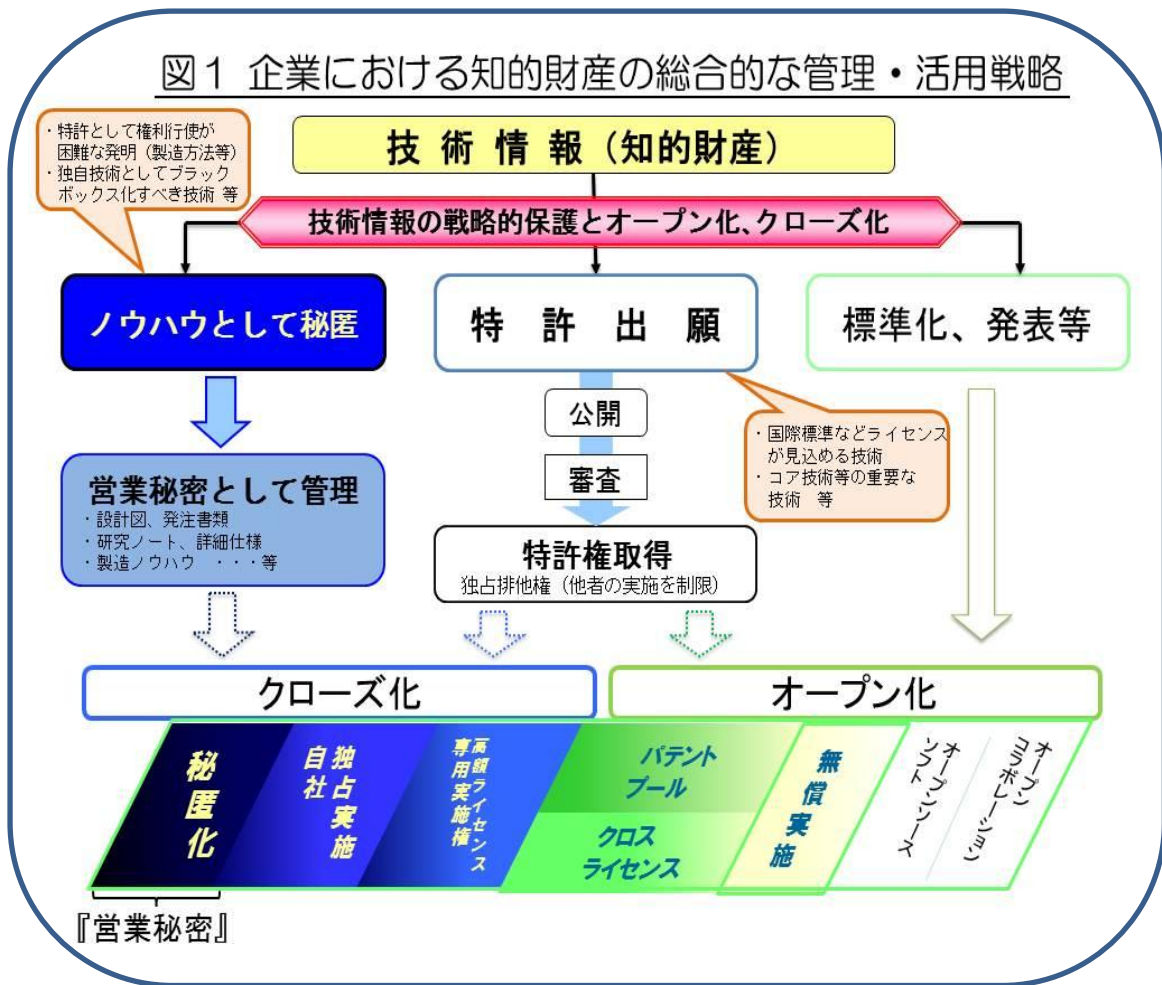 図1 企業における知的財産の総合的な管理・活用戦略
・特許として権利行使が
困難な発明（製造方法等）
・独自技術としてブラック
ボックス化すべき技術 等
技術情報（知的財産）
技術情報の戦略的保護とオープン化、クローズ化
ノウハウとして秘匿
特許出願
標準化、発表等
公開
審査
・国際標準などライセンス
が見込める技術
・コア技術等の重要な
技術 等
営業秘密として管理
・設計図、発注書類
・研究ノート、詳細仕様
・製造ノウハウ ・・・等
特許権取得
独占排他権（他者の実施を制限）
クローズ化
オープン化
秘匿化
独占実施
自社
高額ライセンス
専用実施権
パテント
プール
クロス
ライセンス
無償実施
オープンソース
ソフト
オープン
コラボレーション
『営業秘密』